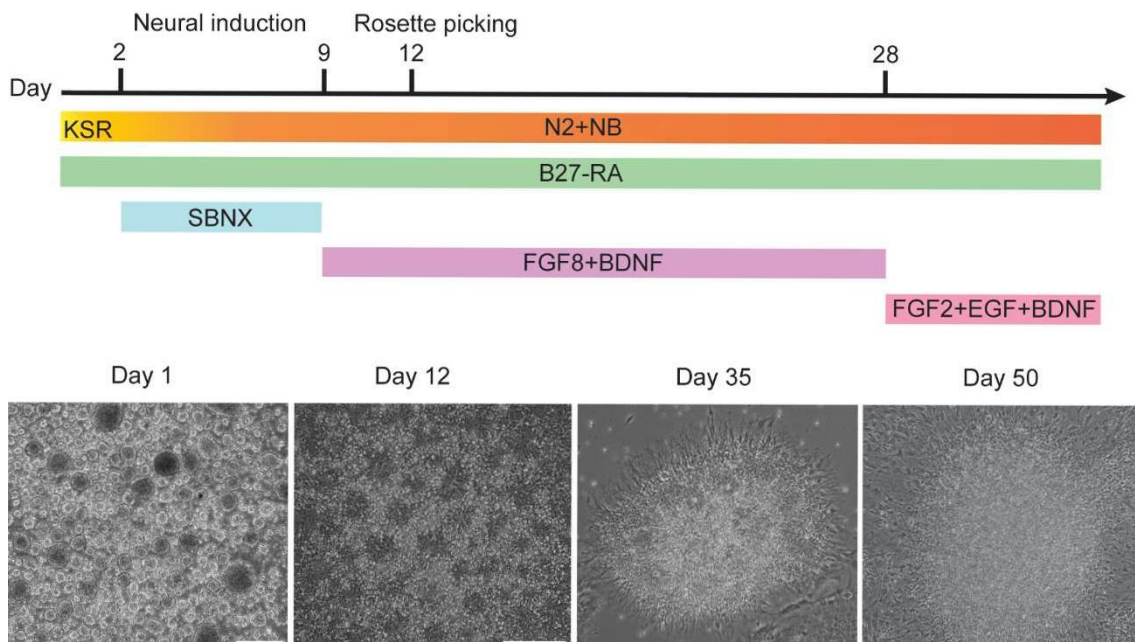 Neural induction Rosette picking
2 9 12 28
Day
KSR N2+NB
B27-RA
SBNX
FGF8+BDNF
FGF2+EGF+BDNF
Day 1 Day 12 Day 35 Day 50